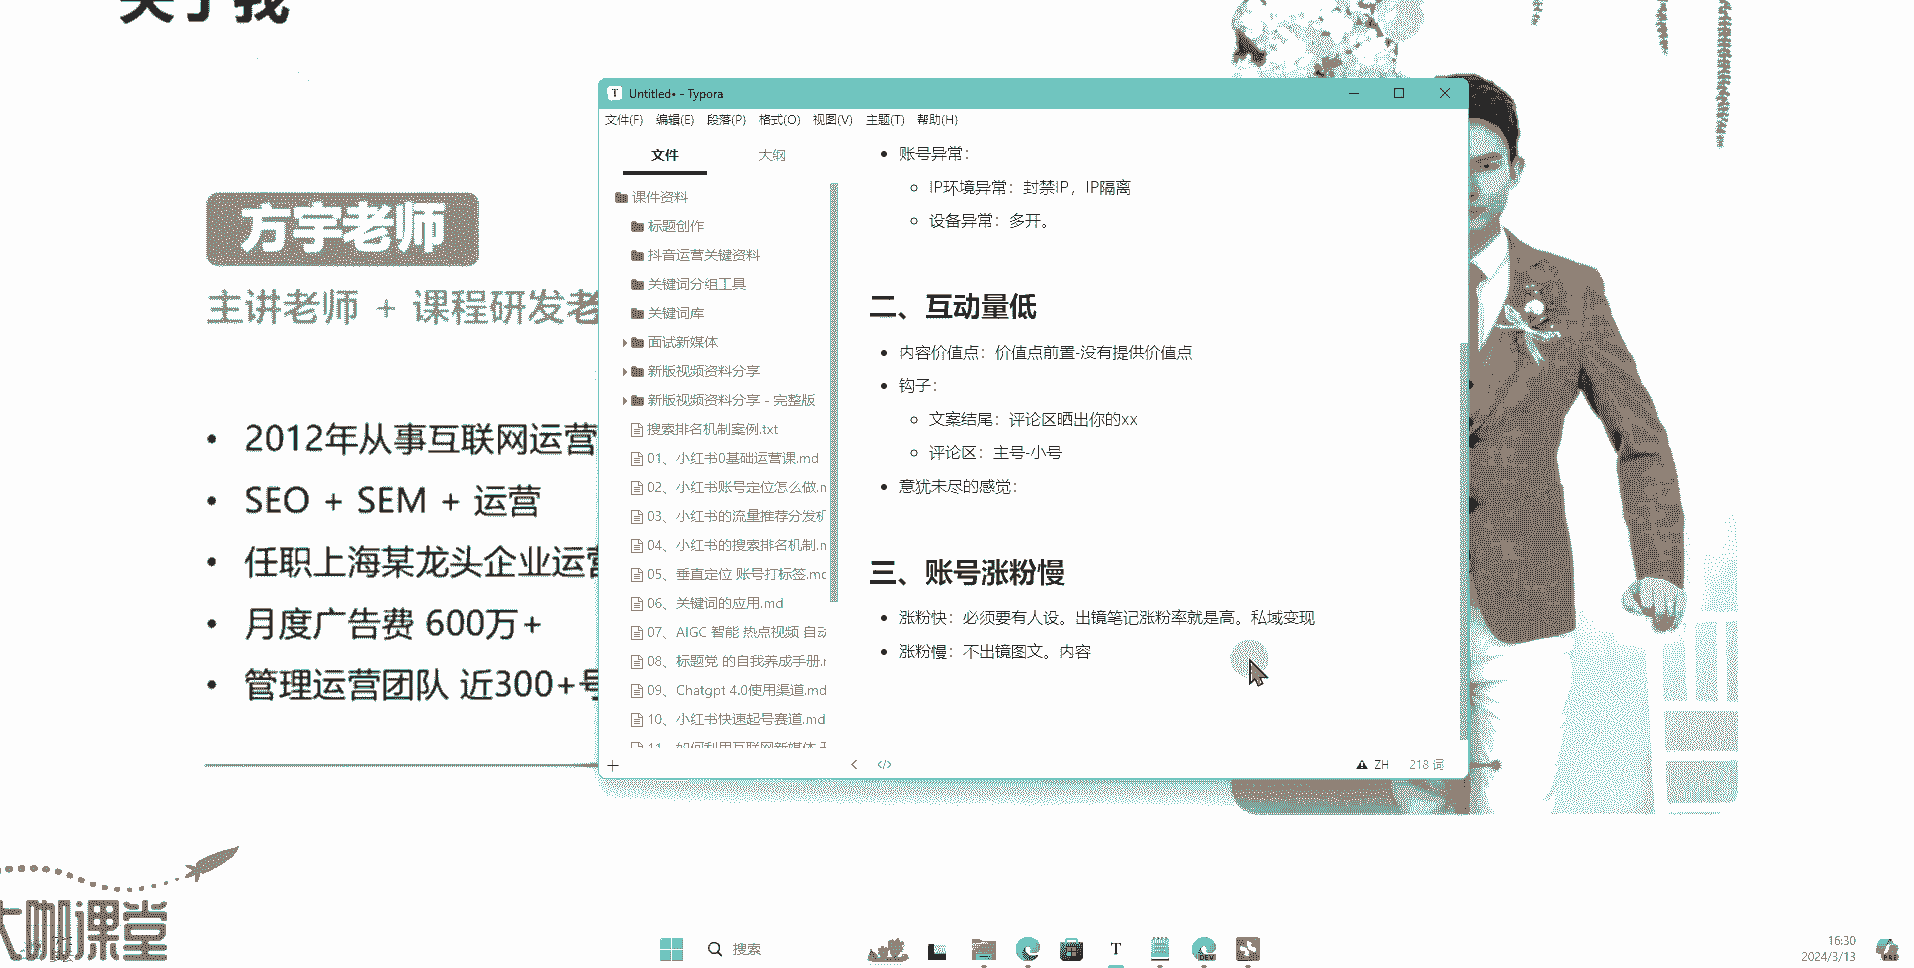 关于我
方宇老师
主讲老师 + 课程研发老
2012年从事互联网运营
SEO + SEM + 运营
任职上海某龙头企业运营
月度广告费 600万+
管理运营团队 近300+号
大咖课堂
Untitled• - Typora
文件(F) 编辑(E) 段落(P) 格式(O) 视图(V) 主题(T) 帮助(H)
文件 大纲
课件资料
标题创作
抖音运营关键资料
关键词分组工具
关键词库
面试新媒体
新版视频资料分享
新版视频资料分享 - 完整版
搜索排名机制案例.txt
01、小红书0基础运营课.md
02、小红书账号定位怎么做.m
03、小红书的流量推荐分发机
04、小红书的搜索排名机制.m
05、垂直定位 账号打标签.md
06、关键词的应用.md
07、AIGC 智能 热点视频 自动
08、标题党 的自我养成手册.m
09、Chatgpt 4.0使用渠道.md
10、小红书快速起号赛道.md
11、如何利用互联网新媒体
账号异常：
IP环境异常：封禁IP，IP隔离
设备异常：多开。
二、互动量低
内容价值点：价值点前置-没有提供价值点
钩子：
文案结尾：评论区晒出你的xx
评论区：主号-小号
意犹未尽的感觉：
三、账号涨粉慢
涨粉快：必须要有人设。出镜笔记涨粉率就是高。私域变现
涨粉慢：不出镜图文。内容
ZH 218 词
搜索
16:30
2024/3/13